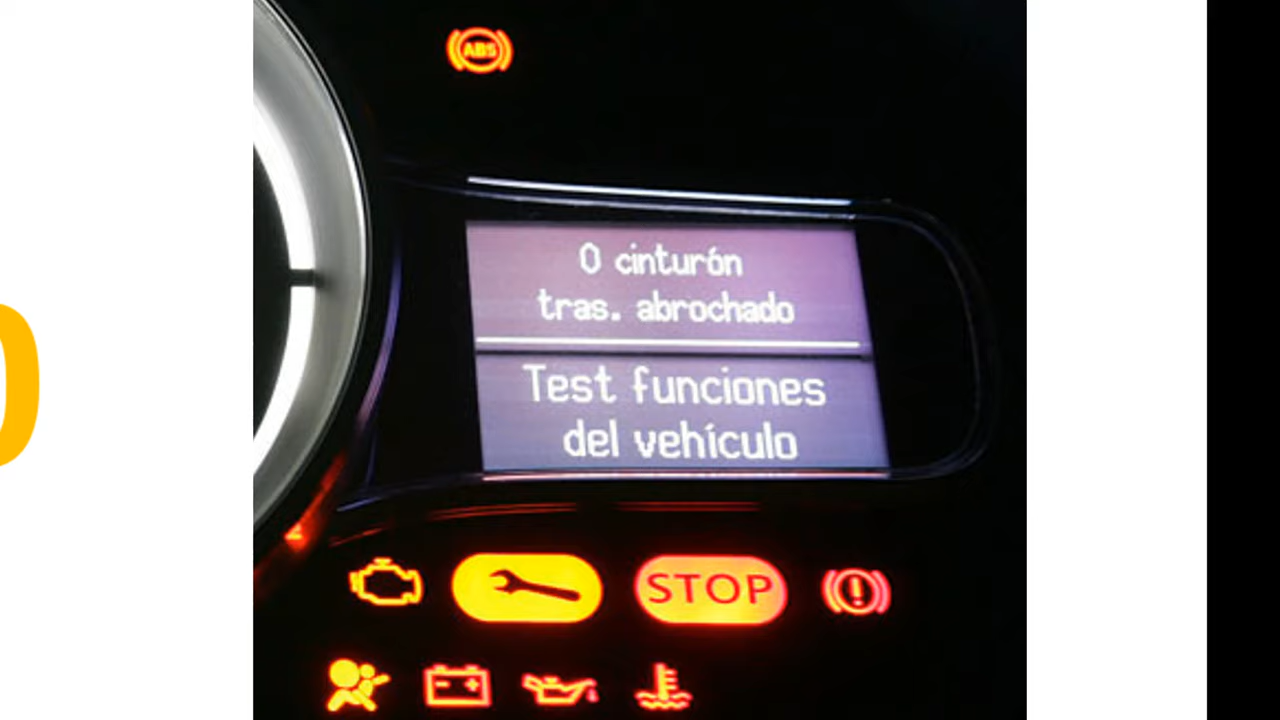 ABS
0 cinturón
tras. abrochado
Test funciones
del vehículo
STOP